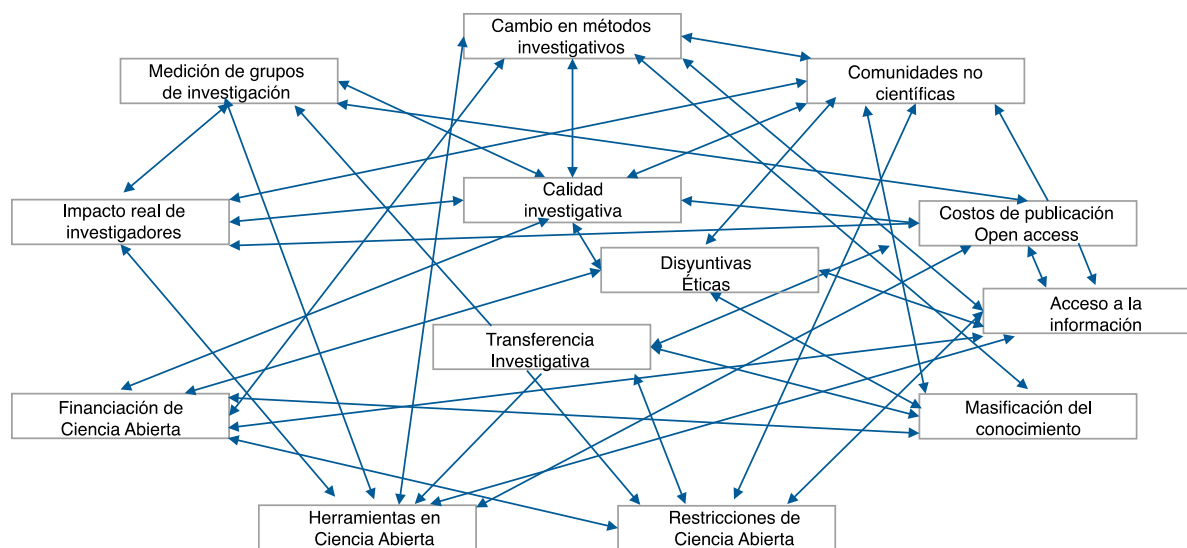 Cambio en métodos
investigativos
Medición de grupos
de investigación
Comunidades no
científicas
Impacto real de
investigadores
Calidad
investigativa
Costos de publicación
Open access
Disyuntivas
Éticas
Acceso a la
información
Transferencia
Investigativa
Financiación de
Ciencia Abierta
Masificación del
conocimiento
Herramientas en
Ciencia Abierta
Restricciones de
Ciencia Abierta